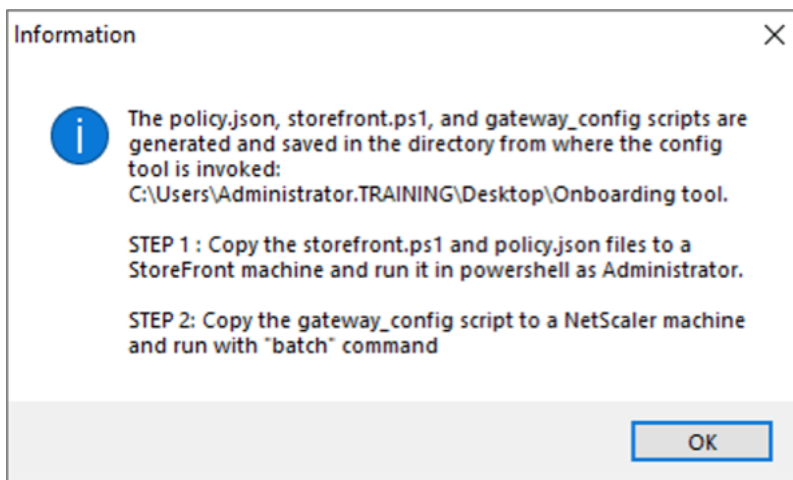 Information
The policy.json, storefront.ps1, and gateway_config scripts are
generated and saved in the directory from where the config
tool is invoked:
C:\Users\Administrator.TRAINING\Desktop\Onboarding tool.
STEP 1 : Copy the storefront.ps1 and policy.json files to a
StoreFront machine and run it in powershell as Administrator.
STEP 2: Copy the gateway_config script to a NetScaler machine
and run with "batch" command
OK